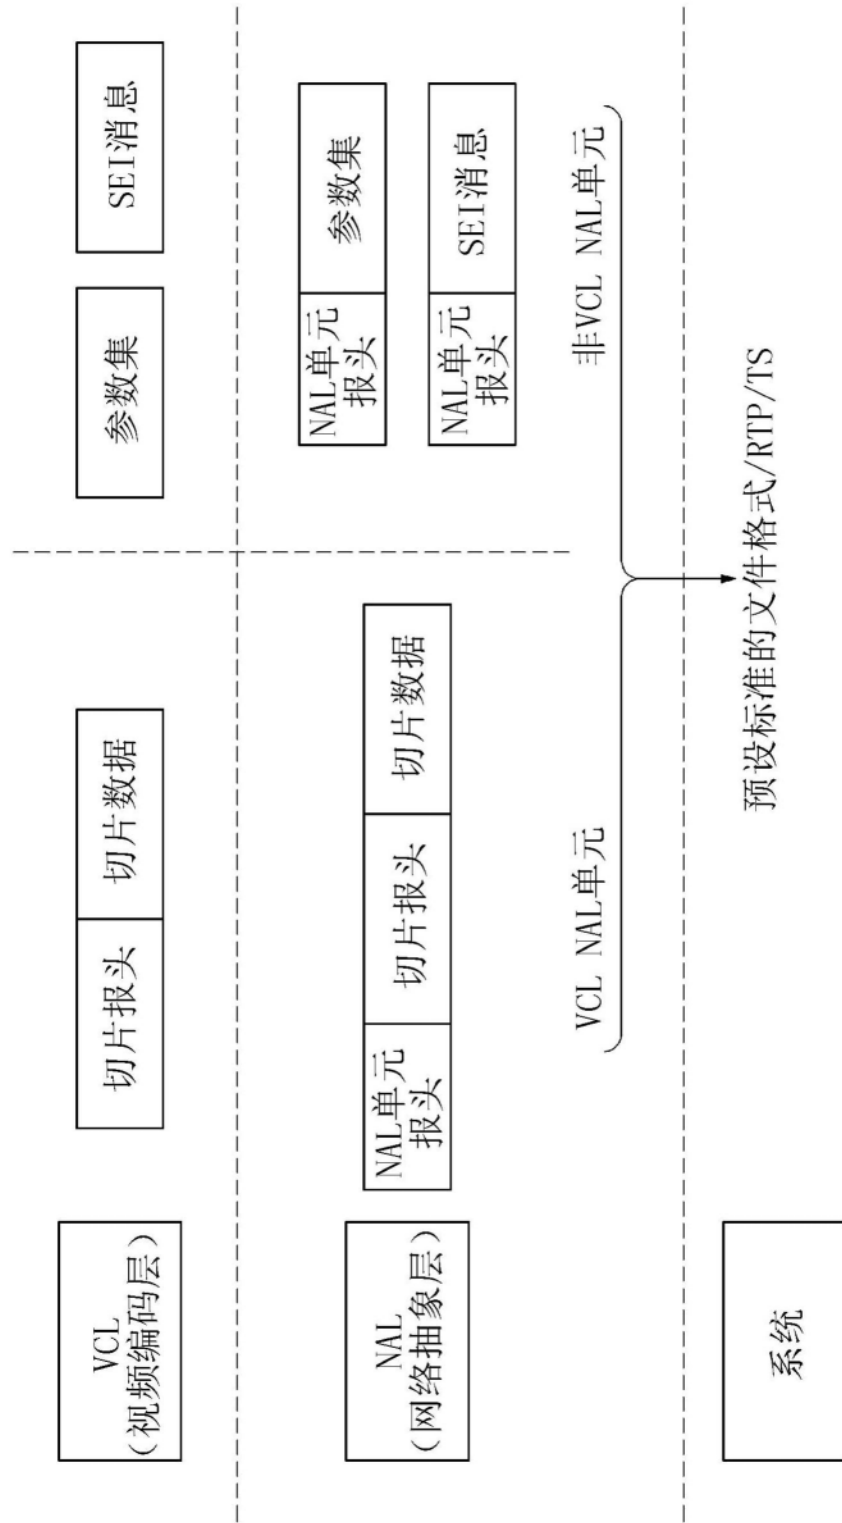 VCL
(视频编码层)
切片报头
切片数据
参数集
SEI消息
NAL
(网络抽象层)
NAL单元
报头
切片报头
切片数据
NAL单元
报头
参数集
NAL单元
报头
SEI消息
VCL NAL单元
非VCL NAL单元
系统
预设标准的文件格式/RTP/TS